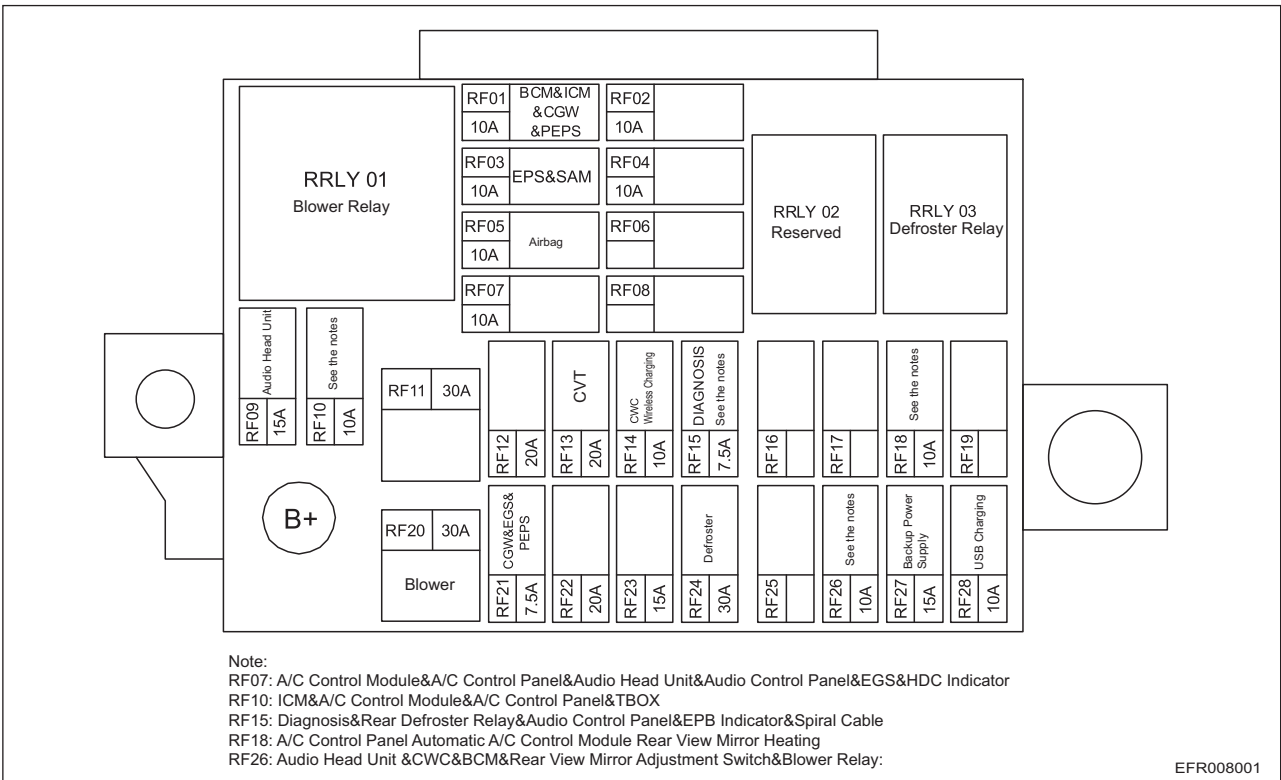 RF01
BCM&ICM
&CGW
&PEPS
10A
RF02
10A
RRLY 01
Blower Relay
RF03
EPS&SAM
10A
RF04
10A
RRLY 02
Reserved
RRLY 03
Defroster Relay
RF05
Airbag
10A
RF06
RF07
10A
RF08
Audio Head Unit
RF09
15A
See the notes
RF10
10A
RF11
30A
RF12
20A
CVT
RF13
20A
CWC
Wireless Charging
RF14
10A
DIAGNOSIS
See the notes
RF15
7.5A
RF16
RF17
See the notes
RF18
10A
RF19
B+
RF20
30A
Blower
CGW&EGS&
PEPS
RF21
7.5A
RF22
20A
RF23
15A
Defroster
RF24
30A
RF25
See the notes
RF26
10A
Backup Power
Supply
RF27
15A
USB Charging
RF28
10A
Note:
RF07: A/C Control Module&A/C Control Panel&Audio Head Unit&Audio Control Panel&EGS&HDC Indicator
RF10: ICM&A/C Control Module&A/C Control Panel&TBOX
RF15: Diagnosis&Rear Defroster Relay&Audio Control Panel&EPB Indicator&Spiral Cable
RF18: A/C Control Panel Automatic A/C Control Module Rear View Mirror Heating
RF26: Audio Head Unit &CWC&BCM&Rear View Mirror Adjustment Switch&Blower Relay:
EFR008001